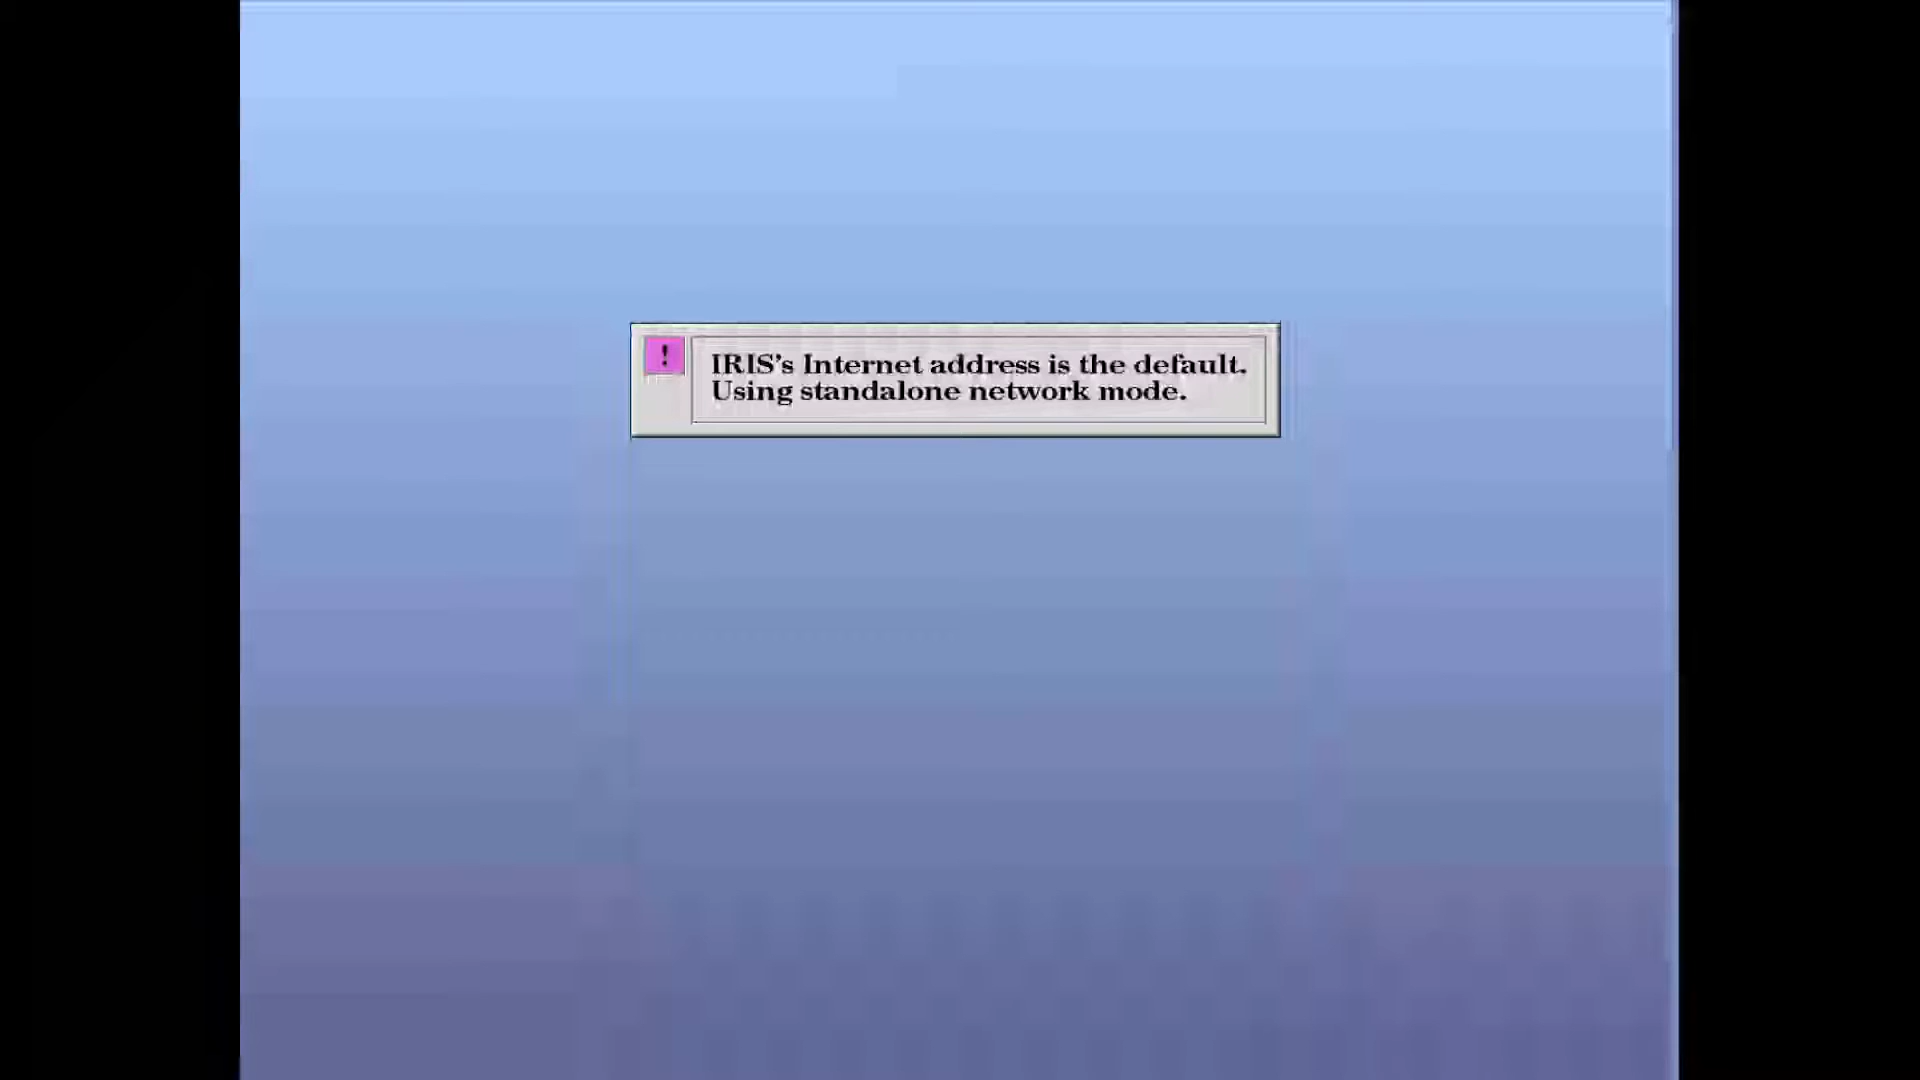 !
IRIS's Internet address is the default.
Using standalone network mode.